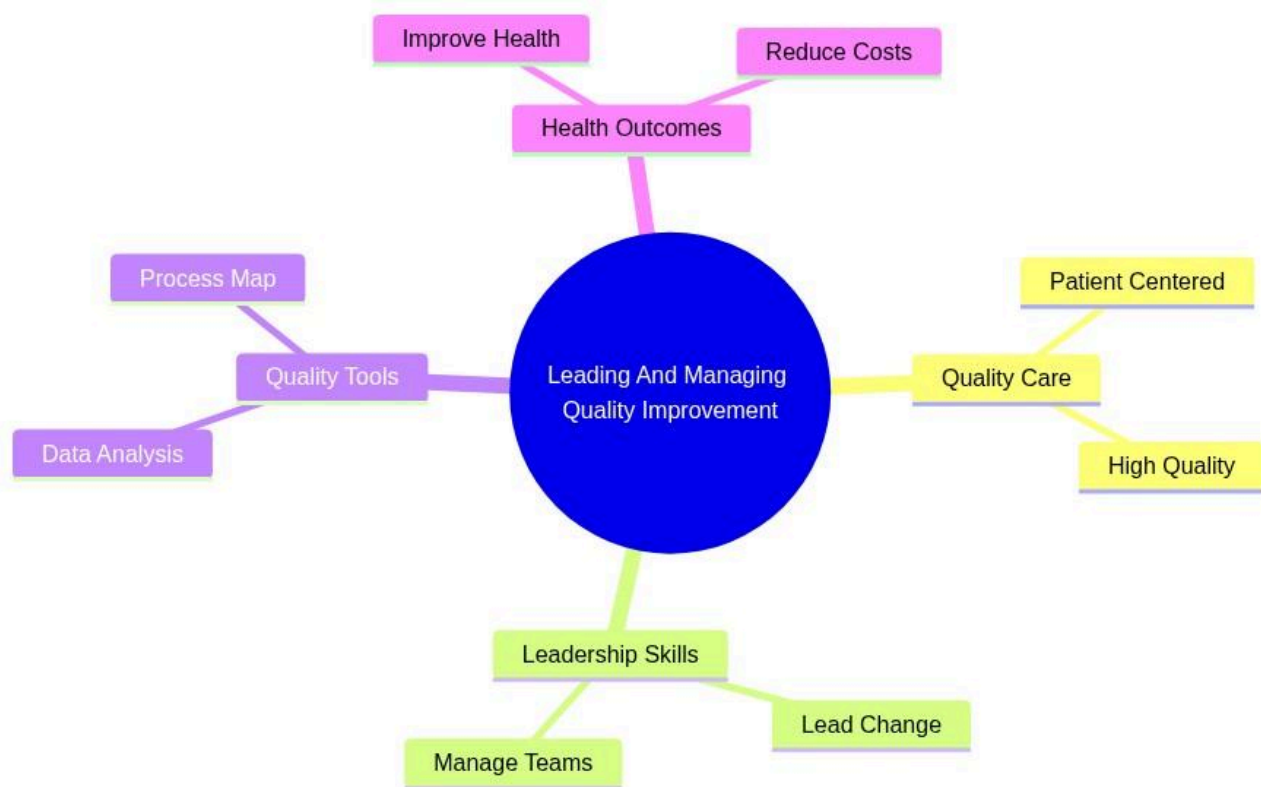 Improve Health
Reduce Costs
Health Outcomes
Process Map
Patient Centered
Quality Tools
Leading And Managing
Quality Improvement
Quality Care
Data Analysis
High Quality
Leadership Skills
Lead Change
Manage Teams